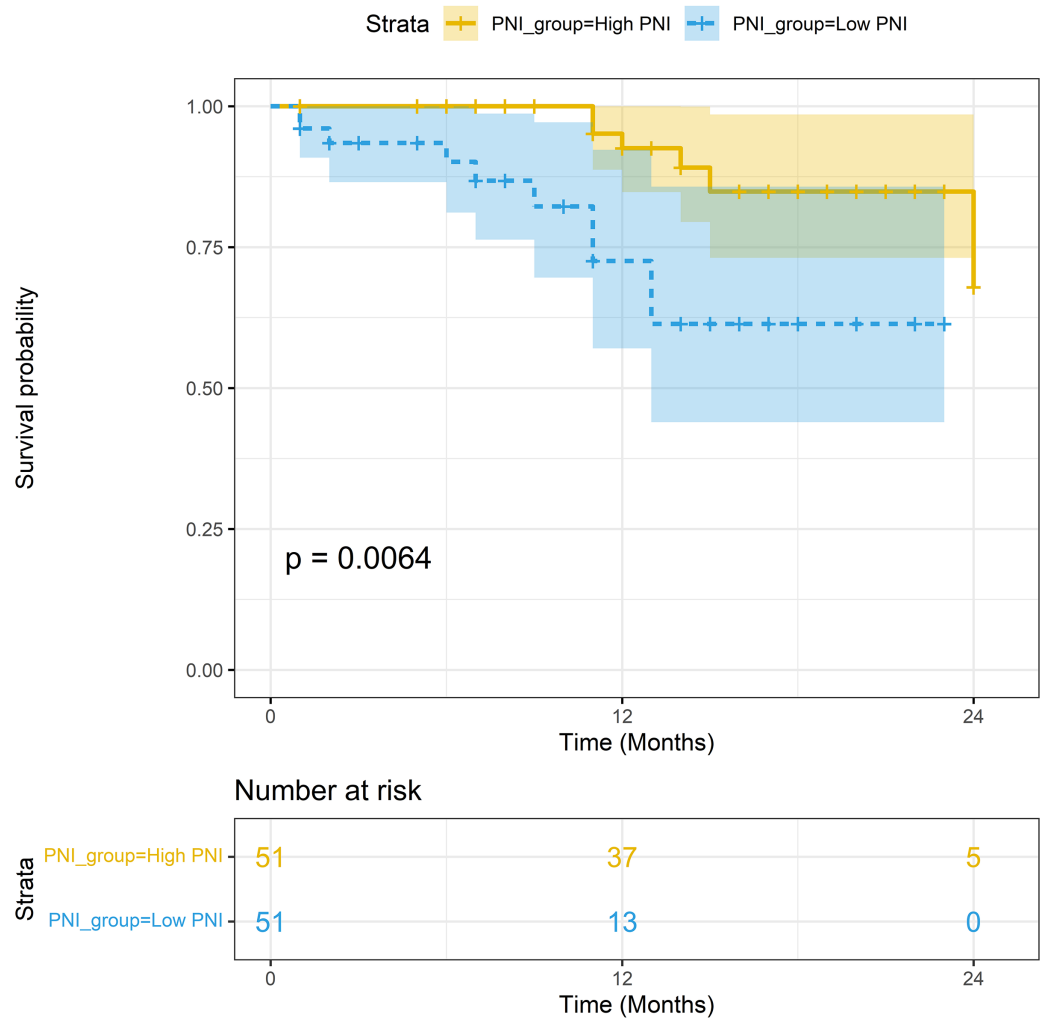 Strata PNI_group=High PNI PNI_group=Low PNI
Survival probability
1.00
0.75
0.50
0.25
0.00
p = 0.0064
0 12 24
Time (Months)
Number at risk
Strata
PNI_group=High PNI 51 37 5
PNI_group=Low PNI 51 13 0
0 12 24
Time (Months)